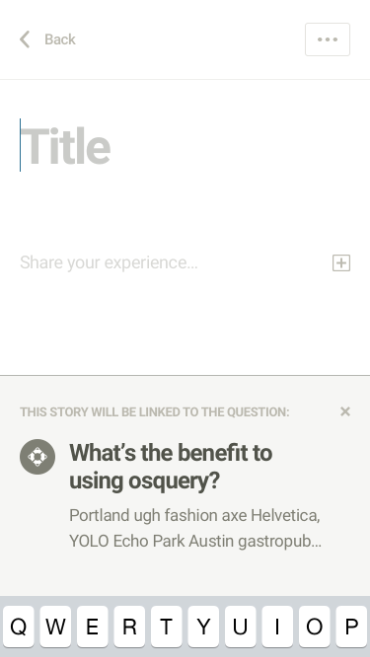 Back
Title
Share your experience...
THIS STORY WILL BE LINKED TO THE QUESTION:
What's the benefit to
using osquery?
Portland ugh fashion axe Helvetica,
YOLO Echo Park Austin gastropub...
Q W E R T Y U I O P